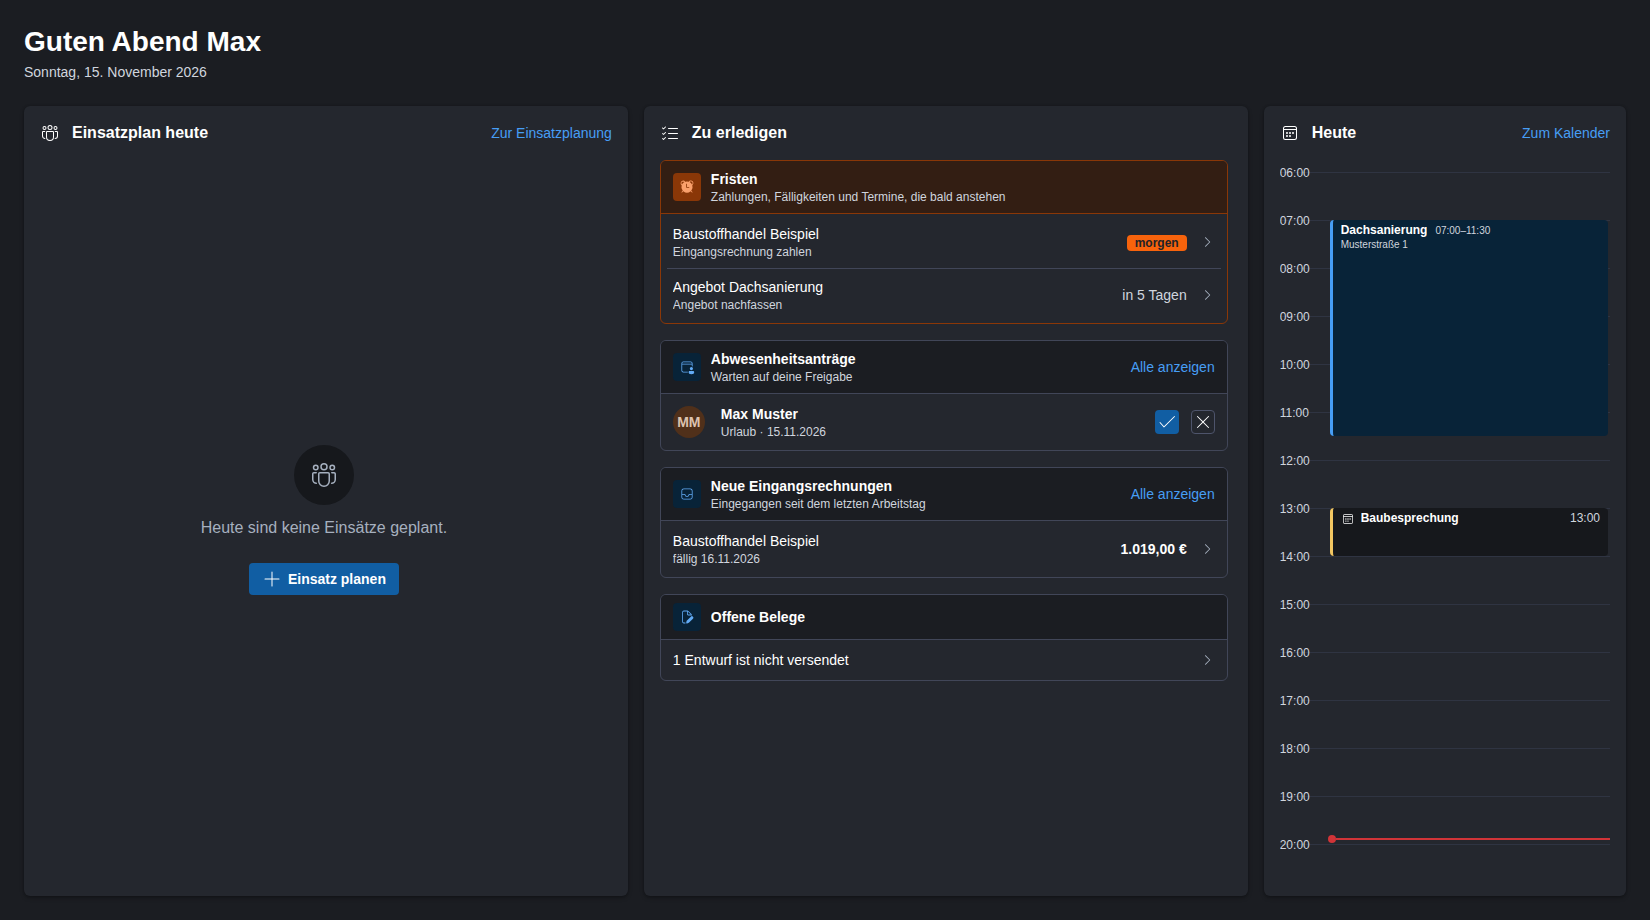 Guten Abend Max
Sonntag, 15. November 2026
Einsatzplan heute
Zur Einsatzplanung
Heute sind keine Einsätze geplant.
Einsatz planen
Zu erledigen
Fristen
Zahlungen, Fälligkeiten und Termine, die bald anstehen
Baustoffhandel Beispiel
Eingangsrechnung zahlen
morgen
Angebot Dachsanierung
Angebot nachfassen
in 5 Tagen
Abwesenheitsanträge
Warten auf deine Freigabe
Alle anzeigen
MM
Max Muster
Urlaub · 15.11.2026
Neue Eingangsrechnungen
Eingegangen seit dem letzten Arbeitstag
Alle anzeigen
Baustoffhandel Beispiel
fällig 16.11.2026
1.019,00 €
Offene Belege
1 Entwurf ist nicht versendet
Heute
Zum Kalender
06:00
07:00
Dachsanierung 07:00–11:30
Musterstraße 1
08:00
09:00
10:00
11:00
12:00
13:00
Baubesprechung 13:00
14:00
15:00
16:00
17:00
18:00
19:00
20:00